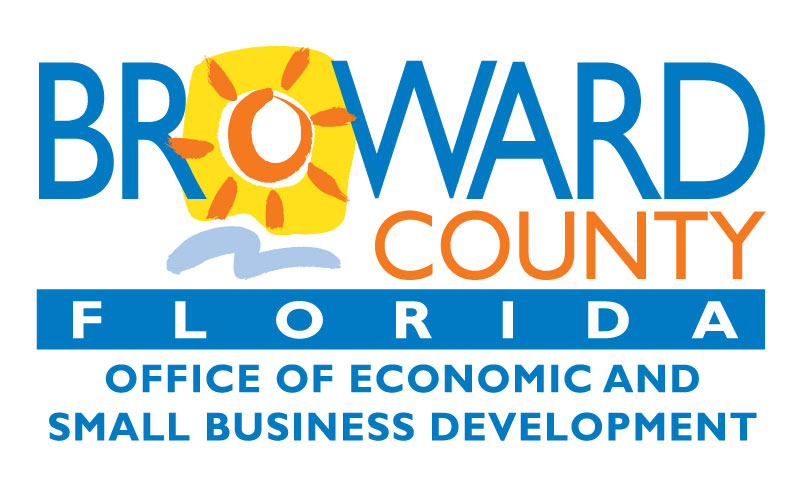 BROWARD
COUNTY
FLORIDA
OFFICE OF ECONOMIC AND
SMALL BUSINESS DEVELOPMENT